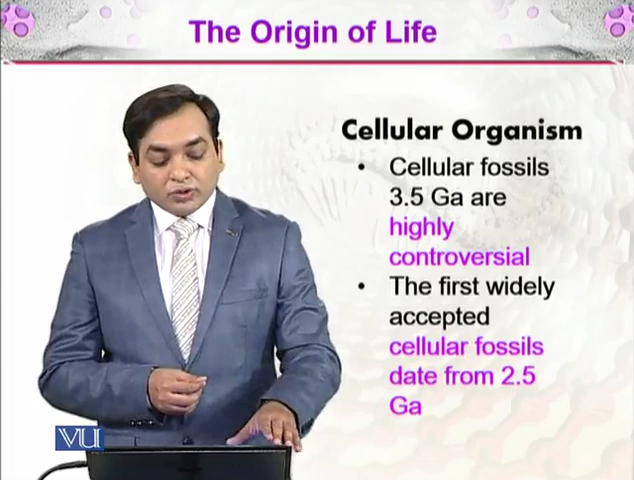 The Origin of Life
Cellular Organism
• Cellular fossils
3.5 Ga are
highly
controversial
• The first widely
accepted
cellular fossils
date from 2.5
Ga
VU